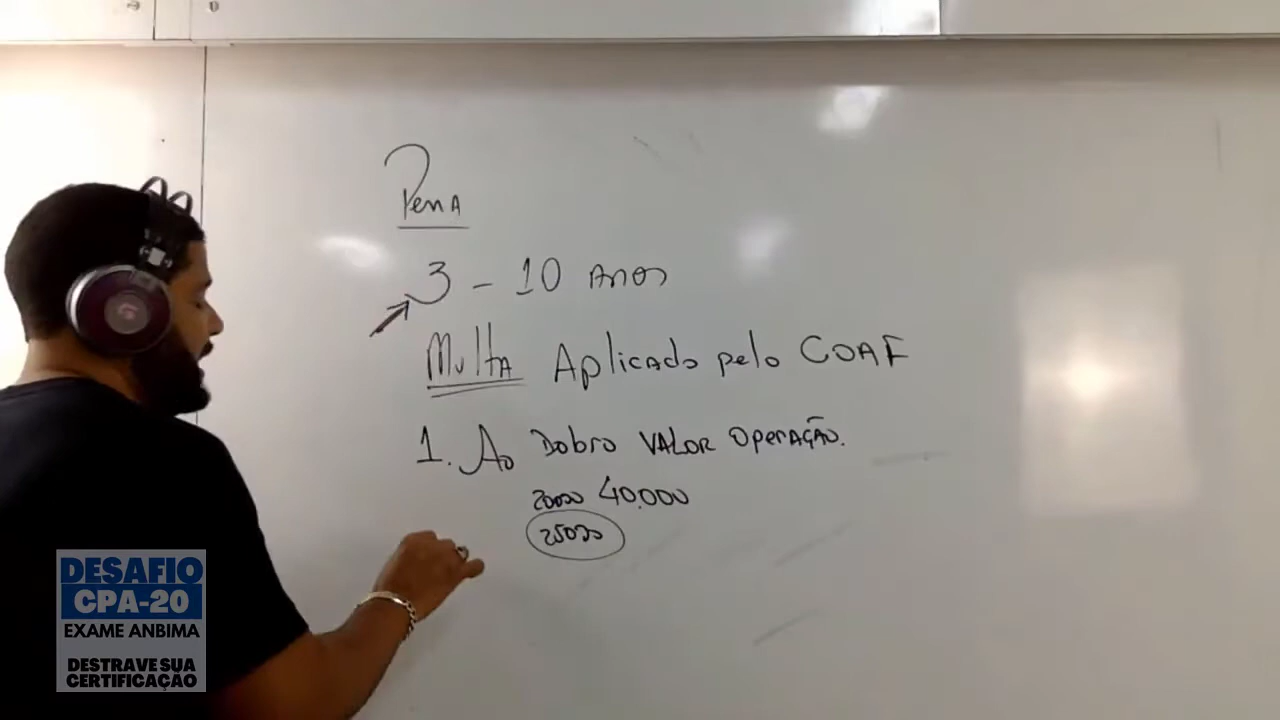 Pena
3 - 10 Anos
Multa Aplicado pelo COAF
1. Ao Dobro VALOR Operação.
20000 40.000
25000
DESAFIO
CPA-20
EXAME ANBIMA
DESTRAVE SUA
CERTIFICAÇÃO